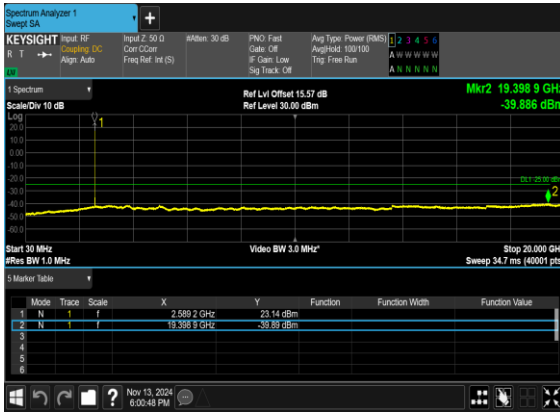 Spectrum Analyzer 1
Swept SA
+
KEYSIGHT
R T
LXI
Input: RF
Coupling: DC
Align: Auto
Input Z: 50 Ω
Corr CCorr
Freq Ref: Int (S)
#Atten: 30 dB
PNO: Fast
Gate: Off
IF Gain: Low
Sig Track: Off
Avg Type: Power (RMS)
Avg|Hold: 100/100
Trig: Free Run
1 2 3 4 5 6
A W W W W W
A N N N N N
1 Spectrum
Scale/Div 10 dB
Ref Lvl Offset 15.57 dB
Ref Level 30.00 dBm
Mkr2 19.398 9 GHz
-39.886 dBm
Log
20.0
10.0
0.00
-10.0
-20.0
-30.0
-40.0
-50.0
-60.0
1
DL1 -25.00 dBm
2
Start 30 MHz
#Res BW 1.0 MHz
Video BW 3.0 MHz*
Stop 20.000 GH
Sweep 34.7 ms (40001 pts
5 Marker Table
Mode Trace Scale X Y Function Function Width Function Value
1 N 1 f 2.589 2 GHz 23.14 dBm
2 N 1 f 19.398 9 GHz -39.89 dBm
3
4
5
6
?
Nov 13, 2024
6:00:48 PM